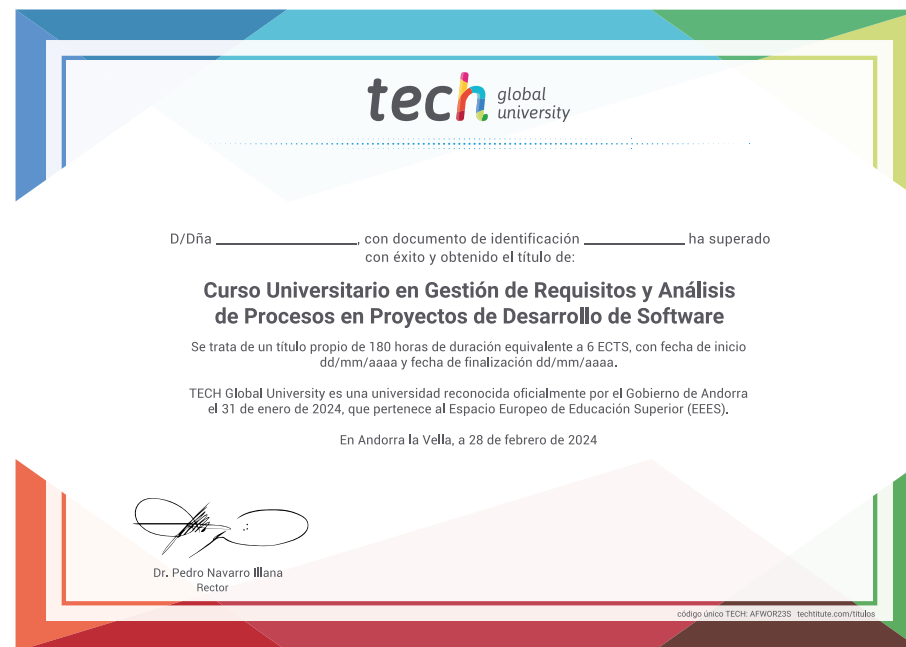 tech global university
D/Dña ____________, con documento de identificación ____________ ha superado
con éxito y obtenido el título de:
Curso Universitario en Gestión de Requisitos y Análisis
de Procesos en Proyectos de Desarrollo de Software
Se trata de un título propio de 180 horas de duración equivalente a 6 ECTS, con fecha de inicio
dd/mm/aaaa y fecha de finalización dd/mm/aaaa.
TECH Global University es una universidad reconocida oficialmente por el Gobierno de Andorra
el 31 de enero de 2024, que pertenece al Espacio Europeo de Educación Superior (EEES).
En Andorra la Vella, a 28 de febrero de 2024
Dr. Pedro Navarro Illana
Rector
código único TECH: AFWOR23S techtitute.com/titulos